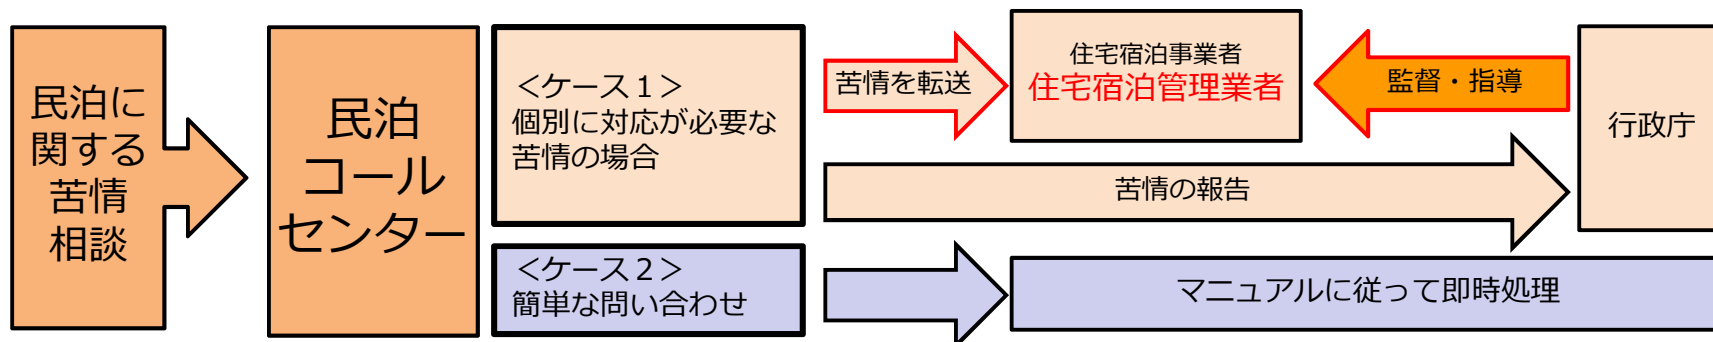 民泊に
関する
苦情
相談
民泊
コール
センター
＜ケース１＞
個別に対応が必要な
苦情の場合
＜ケース２＞
簡単な問い合わせ
苦情を転送
住宅宿泊事業者
住宅宿泊管理業者
監督・指導
行政庁
苦情の報告
マニュアルに従って即時処理